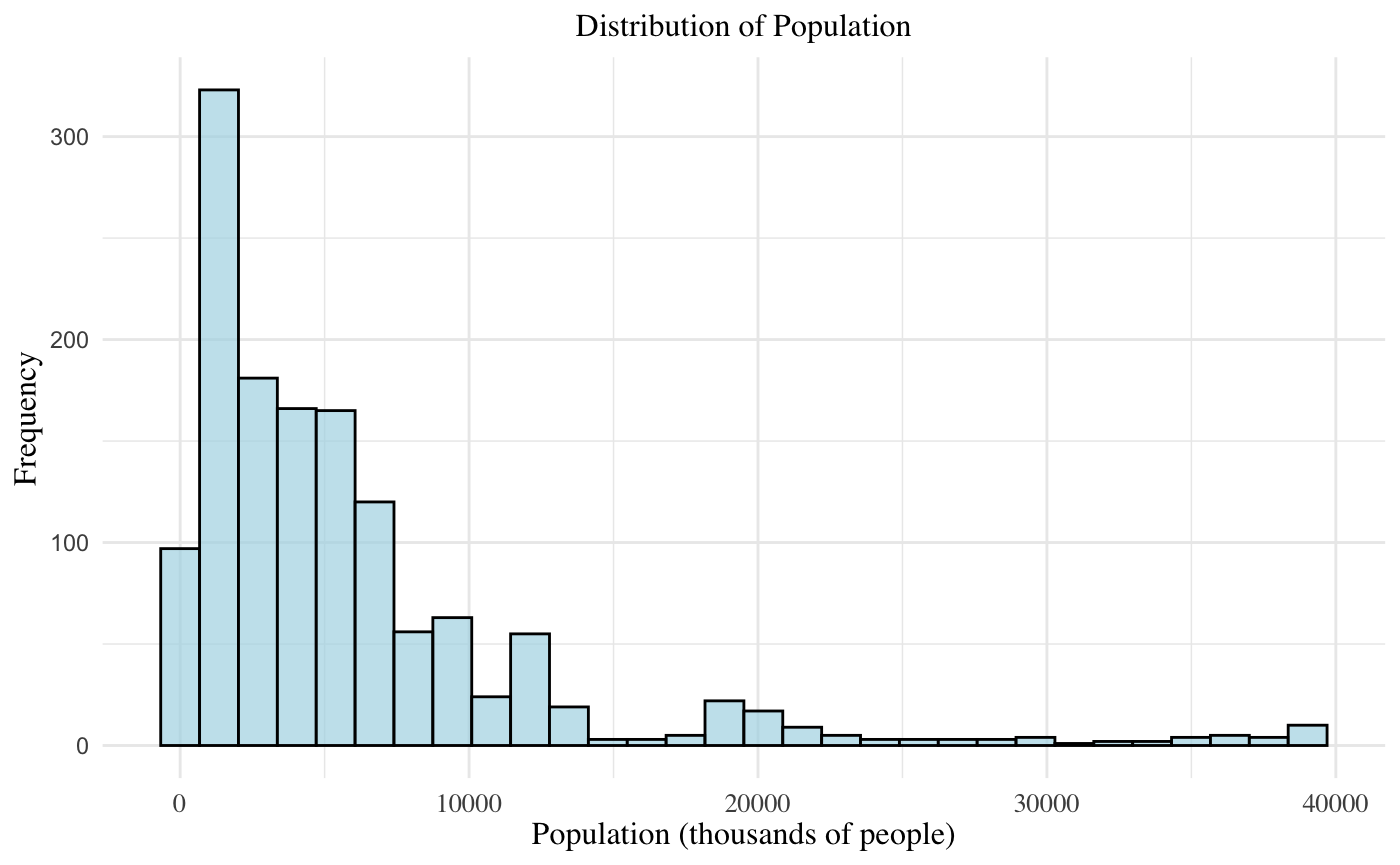 Distribution of Population
Frequency
300
200
100
0
0 10000 20000 30000 40000
Population (thousands of people)